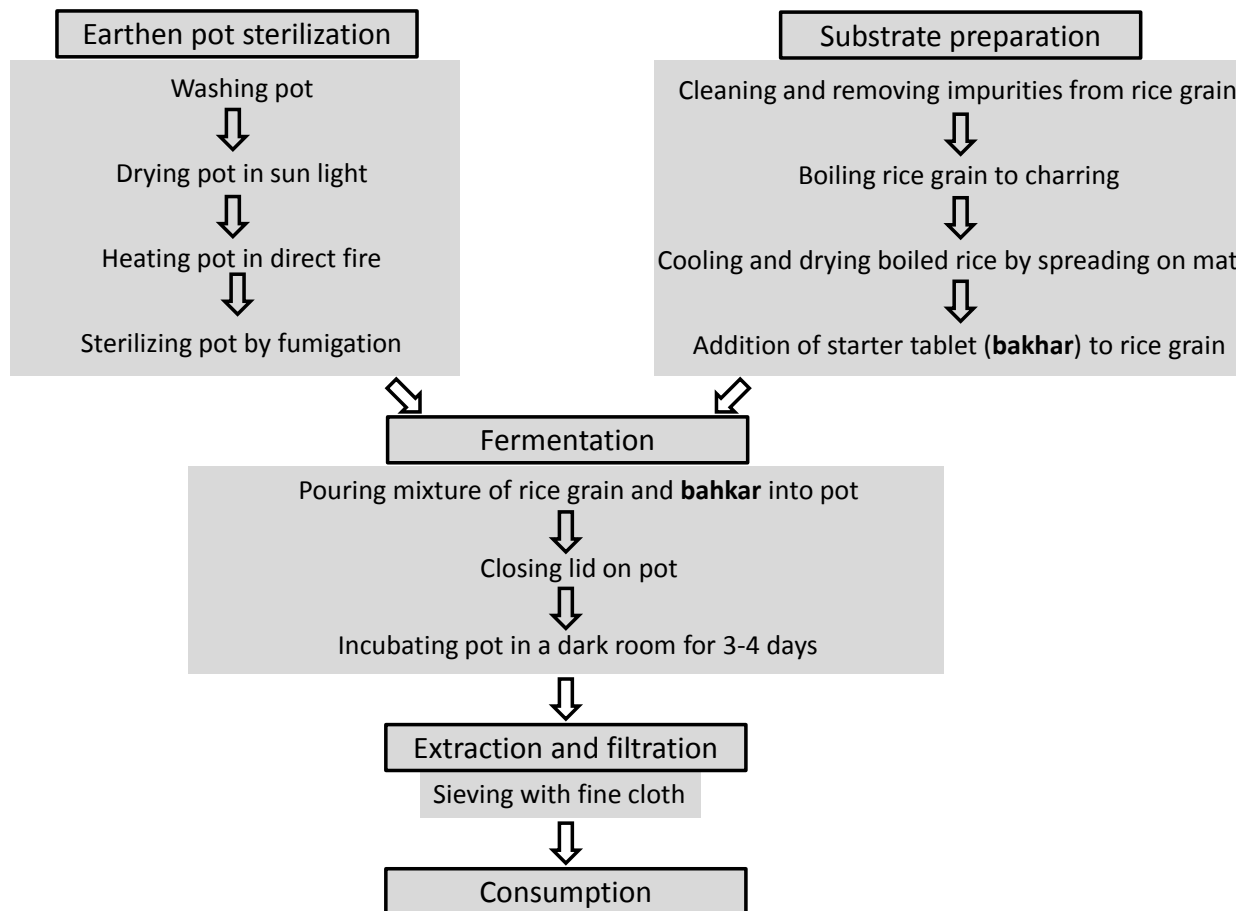 Earthen pot sterilization
Washing pot
Drying pot in sun light
Heating pot in direct fire
Sterilizing pot by fumigation
Substrate preparation
Cleaning and removing impurities from rice grain
Boiling rice grain to charring
Cooling and drying boiled rice by spreading on mat
Addition of starter tablet (bakhar) to rice grain
Fermentation
Pouring mixture of rice grain and bahkar into pot
Closing lid on pot
Incubating pot in a dark room for 3-4 days
Extraction and filtration
Sieving with fine cloth
Consumption